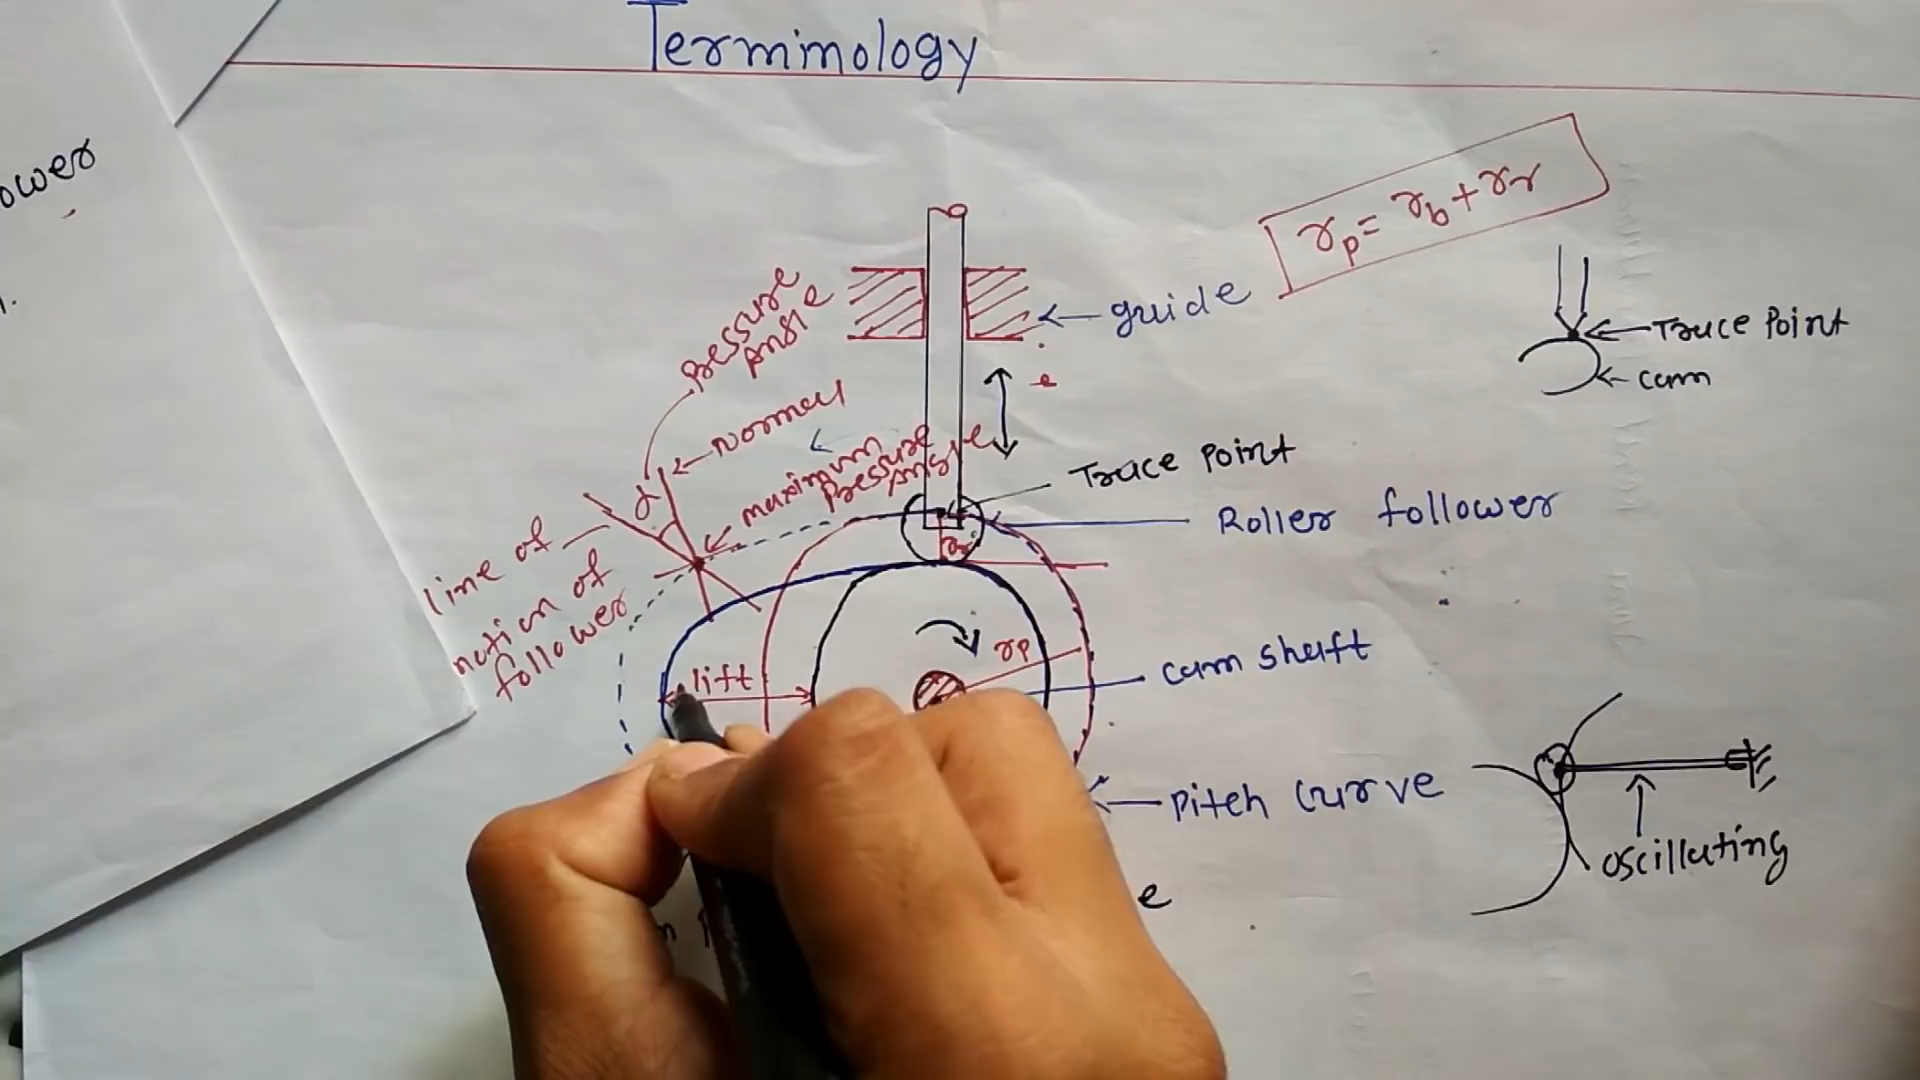 Terminology
ower
rp = rb + rr
guide
Pressure
Angle
Normal
e
Trace Point
Cam
maximum
Pressure
Angle
Trace Point
Roller follower
α
line of
motion of
follower
rr
rp
lift
Cam shaft
Pitch Curve
oscillating
e